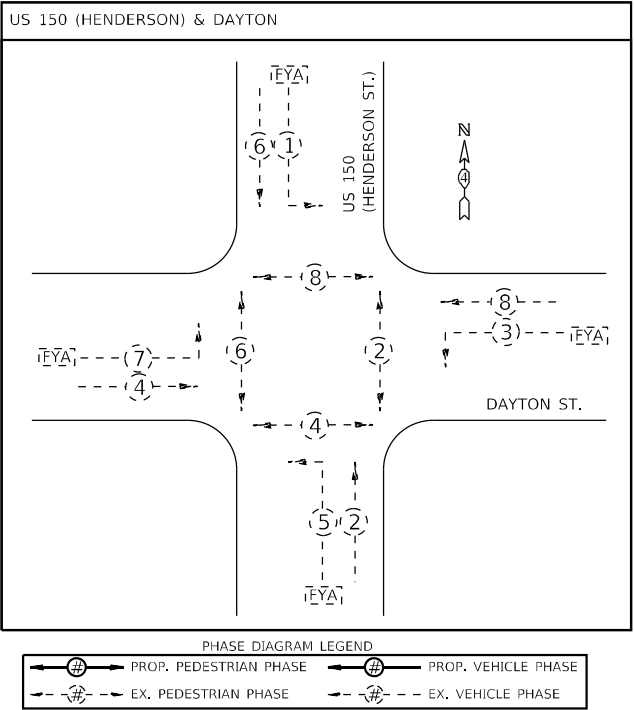 US 150 (HENDERSON) & DAYTON
FYA
6 1
US 150
(HENDERSON ST.)
N
4
8
8
3
FYA
FYA
7
4
6
2
4
DAYTON ST.
5 2
FYA
PHASE DIAGRAM LEGEND
# PROP. PEDESTRIAN PHASE
# PROP. VEHICLE PHASE
# EX. PEDESTRIAN PHASE
# EX. VEHICLE PHASE